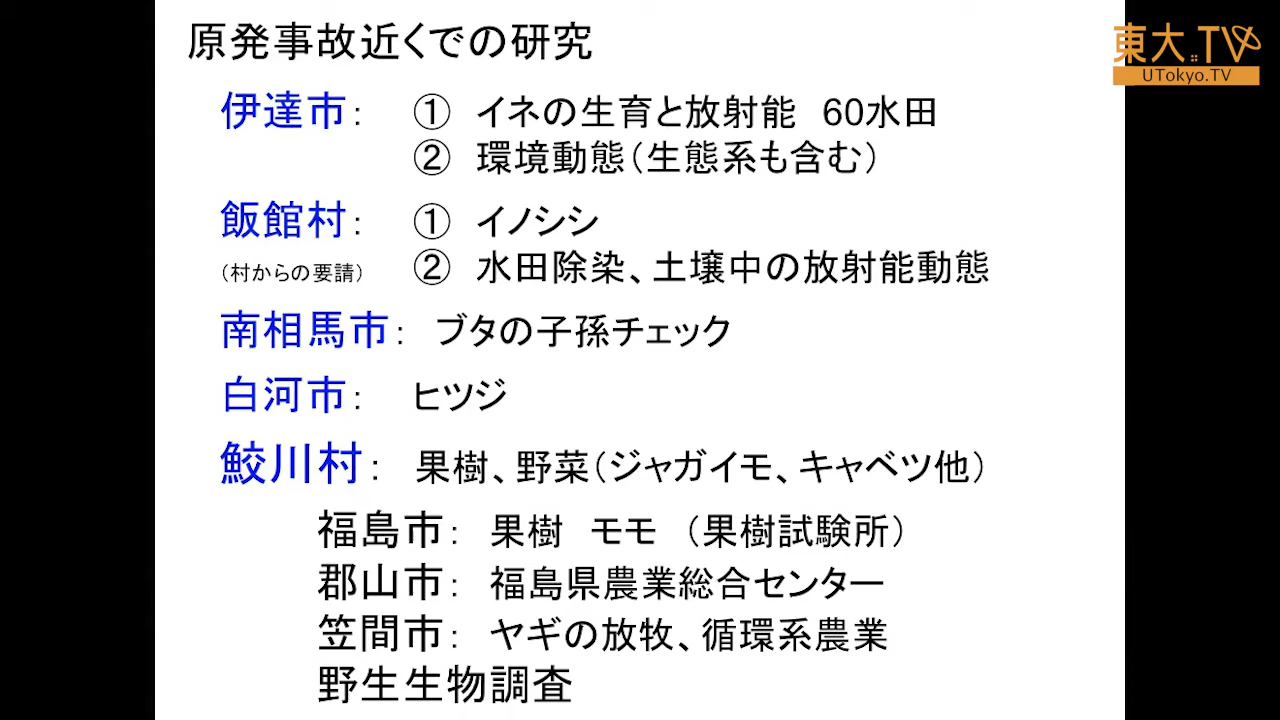 原発事故近くでの研究
東大.TV
UTokyo.TV
伊達市： ① イネの生育と放射能 60水田
② 環境動態（生態系も含む）
飯館村： ① イノシシ
（村からの要請） ② 水田除染、土壌中の放射能動態
南相馬市： ブタの子孫チェック
白河市： ヒツジ
鮫川村： 果樹、野菜（ジャガイモ、キャベツ他）
福島市： 果樹 モモ （果樹試験所）
郡山市： 福島県農業総合センター
笠間市： ヤギの放牧、循環系農業
野生生物調査